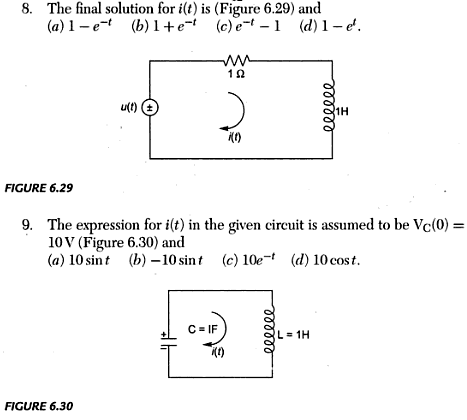 8. The final solution for i(t) is (Figure 6.29) and
(a) 1 – e⁻ᵗ (b) 1 + e⁻ᵗ (c) e⁻ᵗ – 1 (d) 1 – eᵗ.
1 Ω
u(t)
±
1H
i(t)
FIGURE 6.29
9. The expression for i(t) in the given circuit is assumed to be V_C(0) =
10 V (Figure 6.30) and
(a) 10 sin t (b) –10 sin t (c) 10e⁻ᵗ (d) 10 cos t.
+
C = IF
L = 1H
i(t)
FIGURE 6.30